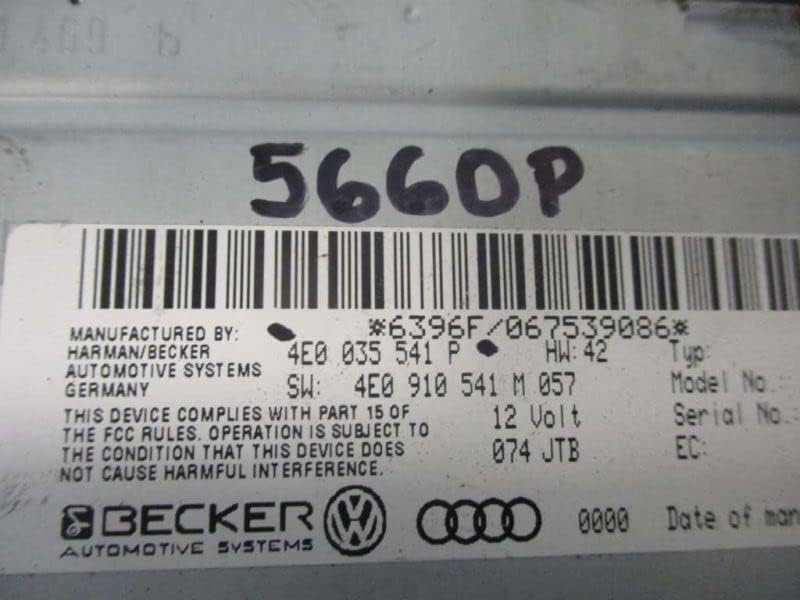 5660P
*6396F/067539086*
MANUFACTURED BY:
HARMAN/BECKER
AUTOMOTIVE SYSTEMS
GERMANY
4E0 035 541 P HW:42 Typ:
SW: 4E0 910 541 M 057 Model No.:
12 Volt Serial No.:
074 JTB EC:
THIS DEVICE COMPLIES WITH PART 15 OF
THE FCC RULES. OPERATION IS SUBJECT TO
THE CONDITION THAT THIS DEVICE DOES
NOT CAUSE HARMFUL INTERFERENCE.
BECKER
AUTOMOTIVE SYSTEMS
VW
0000 Date of man